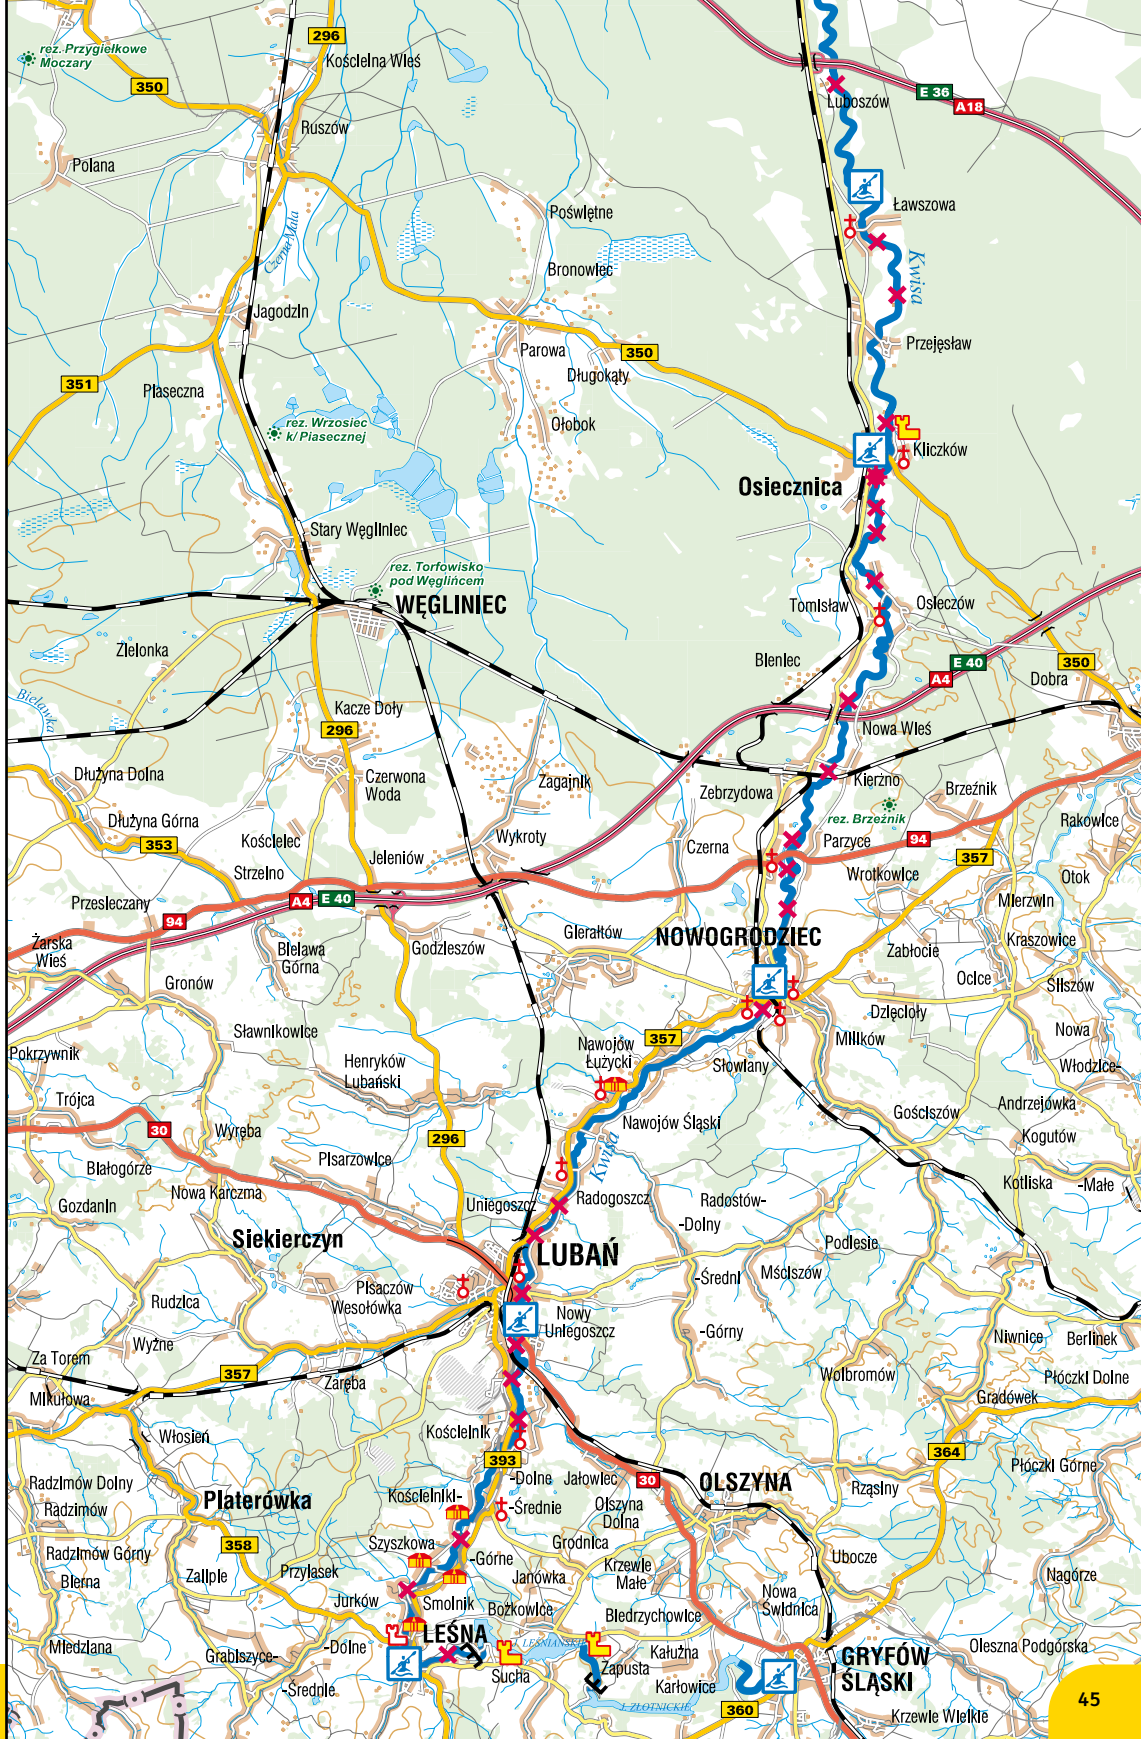 rez. Przygiełkowe
Moczary
296
Kościelna Wieś
350
E 36
A18
Luboszów
Ruszów
Polana
Ławszowa
Poświętne
Czerna Mała
Bronowiec
Kwisa
Jagodzin
Przejęsław
Parowa
350
Długokąty
351
Piaseczna
rez. Wrzosiec
k/ Piasecznej
Ołobok
Kliczków
Osiecznica
Stary Węgliniec
rez. Torfowisko
pod Węglińcem
WĘGLINIEC
Tomisław
Osieczów
Zielonka
Bieniec
E 40
350
A4
Dobra
Bielawka
Kacze Doły
296
Nowa Wieś
Dłużyna Dolna
Czerwona
Woda
Zagajnik
Kierzno
Zebrzydowa
Brzeźnik
rez. Brzeźnik
Dłużyna Górna
Rakowice
353
Kościelec
Wykroty
Czerna
Parzyce
94
Jeleniów
357
Strzelno
Wrotkowice
Otok
Przesieczany
A4
E 40
Mierzwin
94
Żarska
Wieś
Bielawa
Górna
Godzieszów
Gierałtów
NOWOGRODZIEC
Zabłocie
Kraszowice
Gronów
Ocice
Śliszów
Sławnikowice
Dzięcioły
Nowa
Pokrzywnik
Henryków
Lubański
Nawojów
Łużycki
357
Milików
Słowiany
Włodzice-
Trójca
Gościszów
Andrzejówka
30
Wyręba
296
Nawojów Śląski
Kogutów
Białogórze
Pisarzowice
Kwisa
Nowa Karczma
Kotliska
-Małe
Gozdanin
Uniegoszcz
Radogoszcz
Radostów-
-Dolny
Siekierczyn
LUBAŃ
Podlesie
-Średni
Mściszów
Pisaczów
Wesołówka
Rudzica
Nowy
Uniegoszcz
-Górny
Wyżne
Niwnice
Berlinek
Za Torem
357
Zaręba
Wolbromów
Płóczki Dolne
Mikułowa
Gradówek
Włosień
Kościelnik
364
393
Płóczki Górne
Radzimów Dolny
-Dolne
Jałowiec
30
OLSZYNA
Rząsiny
Radzimów
Platerówka
Kościelniki-
-Średnie
Olszyna
Dolna
Radzimów Górny
358
Szyszkowa
Grodnica
Ubocze
-Górne
Bierna
Zalipie
Przylasek
Janówka
Krzewie
Małe
Nagórze
Jurków
Smolnik
Bożkowice
Nowa
Świdnica
Biedrzychowice
Miedziana
Grabiszyce-
-Dolne
LEŚNA
J. LEŚNIAŃSKIE
Kałużna
Oleszna Podgórska
GRYFÓW
ŚLĄSKI
Sucha
Zapusta
Karłowice
-Średnie
J. ZŁOTNICKIE
360
Krzewie Wielkie
45